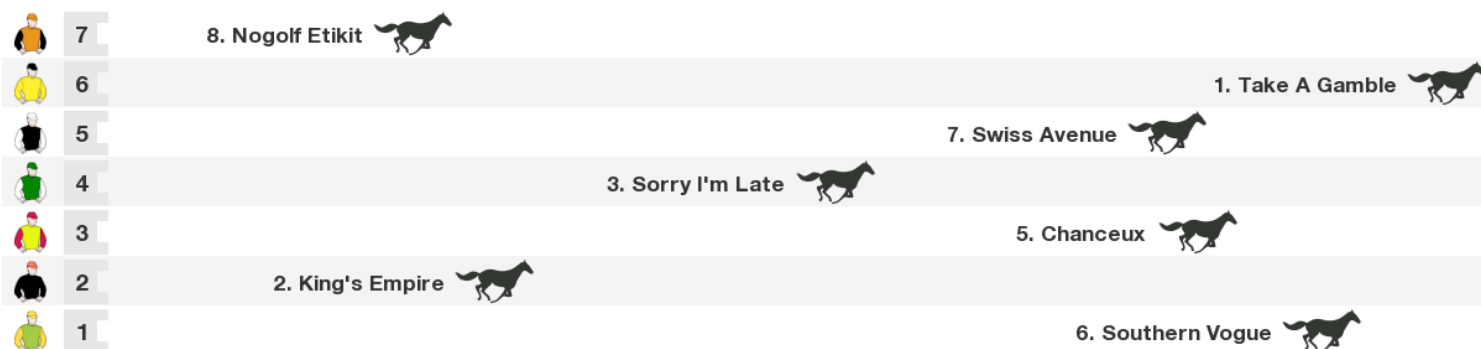 7 8. Nogolf Etikit
6 1. Take A Gamble
5 7. Swiss Avenue
4 3. Sorry I'm Late
3 5. Chanceux
2 2. King's Empire
1 6. Southern Vogue